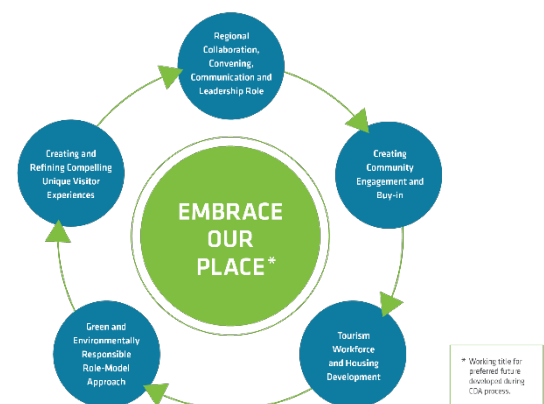 Regional
Collaboration,
Convening,
Communication and
Leadership Role
Creating
Community
Engagement and
Buy-in
Tourism
Workforce
and Housing
Development
Green and
Environmentally
Responsible
Role-Model
Approach
Creating and
Refining Compelling
Unique Visitor
Experiences
EMBRACE
OUR
PLACE*
* Working title for
preferred future
developed during
CDA process.